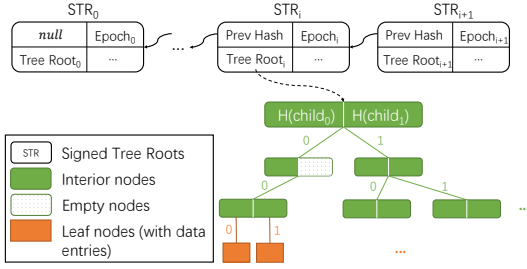 STR₀
STRᵢ
STRᵢ₊₁
null Epoch₀
Tree Root₀ ...
...
Prev Hash Epochᵢ
Tree Rootᵢ ...
Prev Hash Epochᵢ₊₁
Tree Rootᵢ₊₁ ...
H(child₀) H(child₁)
0 1
0 0 1
0 1
...
...
STR Signed Tree Roots
Interior nodes
Empty nodes
Leaf nodes (with data
entries)